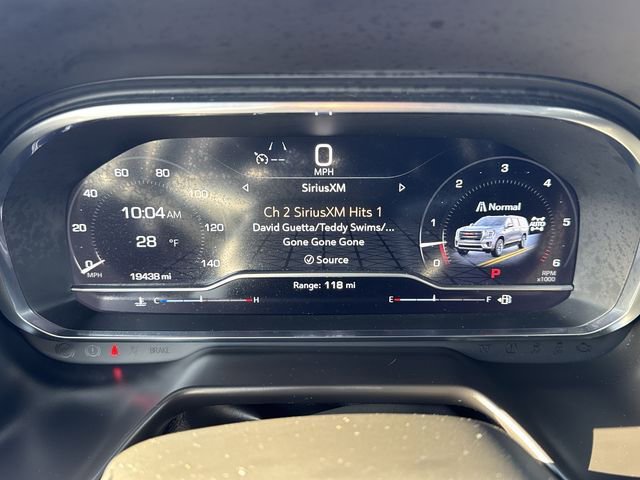 0
MPH
SiriusXM
Ch 2 SiriusXM Hits 1
David Guetta/Teddy Swims/...
Gone Gone Gone
Source
Range: 118 mi
0 20 40 60 80 100 120 140
MPH
10:04 AM
28 °F
19438 mi
C H
E F
0 1 2 3 4 5 6
Normal
AUTO
P
RPM
x1000
BRAKE